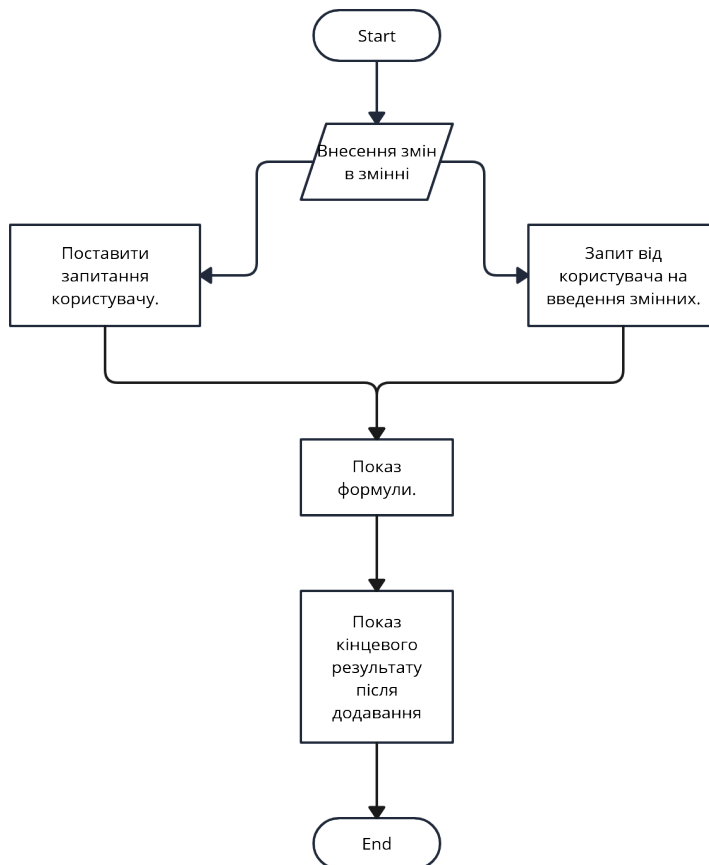 Start
Внесення змін
в змінні
Поставити
запитання
користувачу.
Запит від
користувача на
введення змінних.
Показ
формули.
Показ
кінцевого
результату
після
додавання
End